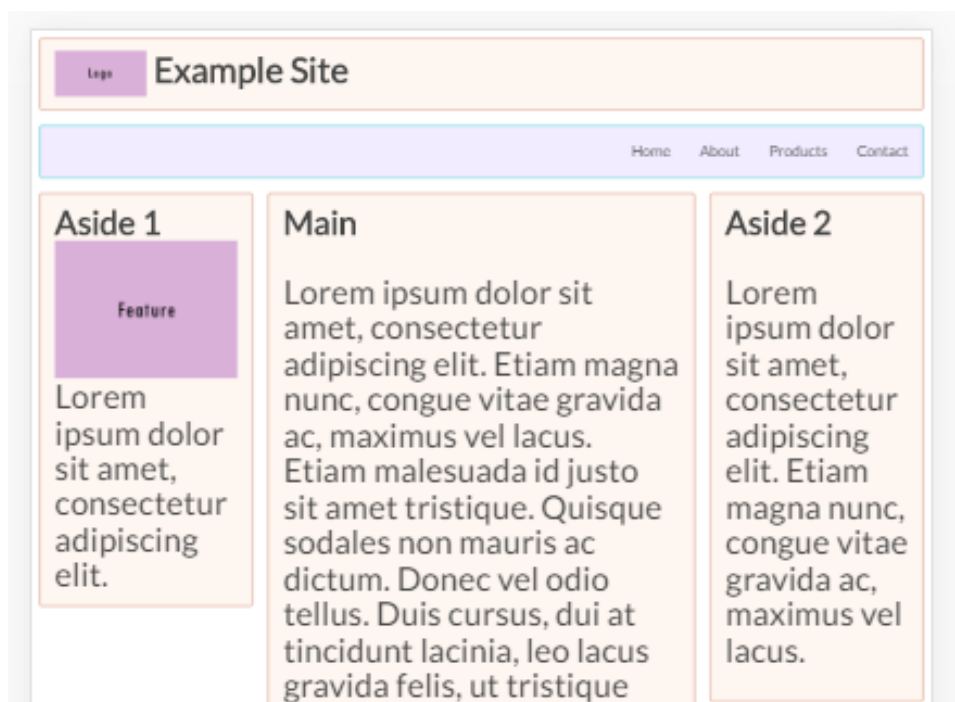 Logo
Example Site
Home About Products Contact
Aside 1
Feature
Lorem
ipsum dolor
sit amet,
consectetur
adipiscing
elit.
Main
Lorem ipsum dolor sit
amet, consectetur
adipiscing elit. Etiam magna
nunc, congue vitae gravida
ac, maximus vel lacus.
Etiam malesuada id justo
sit amet tristique. Quisque
sodales non mauris ac
dictum. Donec vel odio
tellus. Duis cursus, dui at
tincidunt lacinia, leo lacus
gravida felis, ut tristique
Aside 2
Lorem
ipsum dolor
sit amet,
consectetur
adipiscing
elit. Etiam
magna nunc,
congue vitae
gravida ac,
maximus vel
lacus.